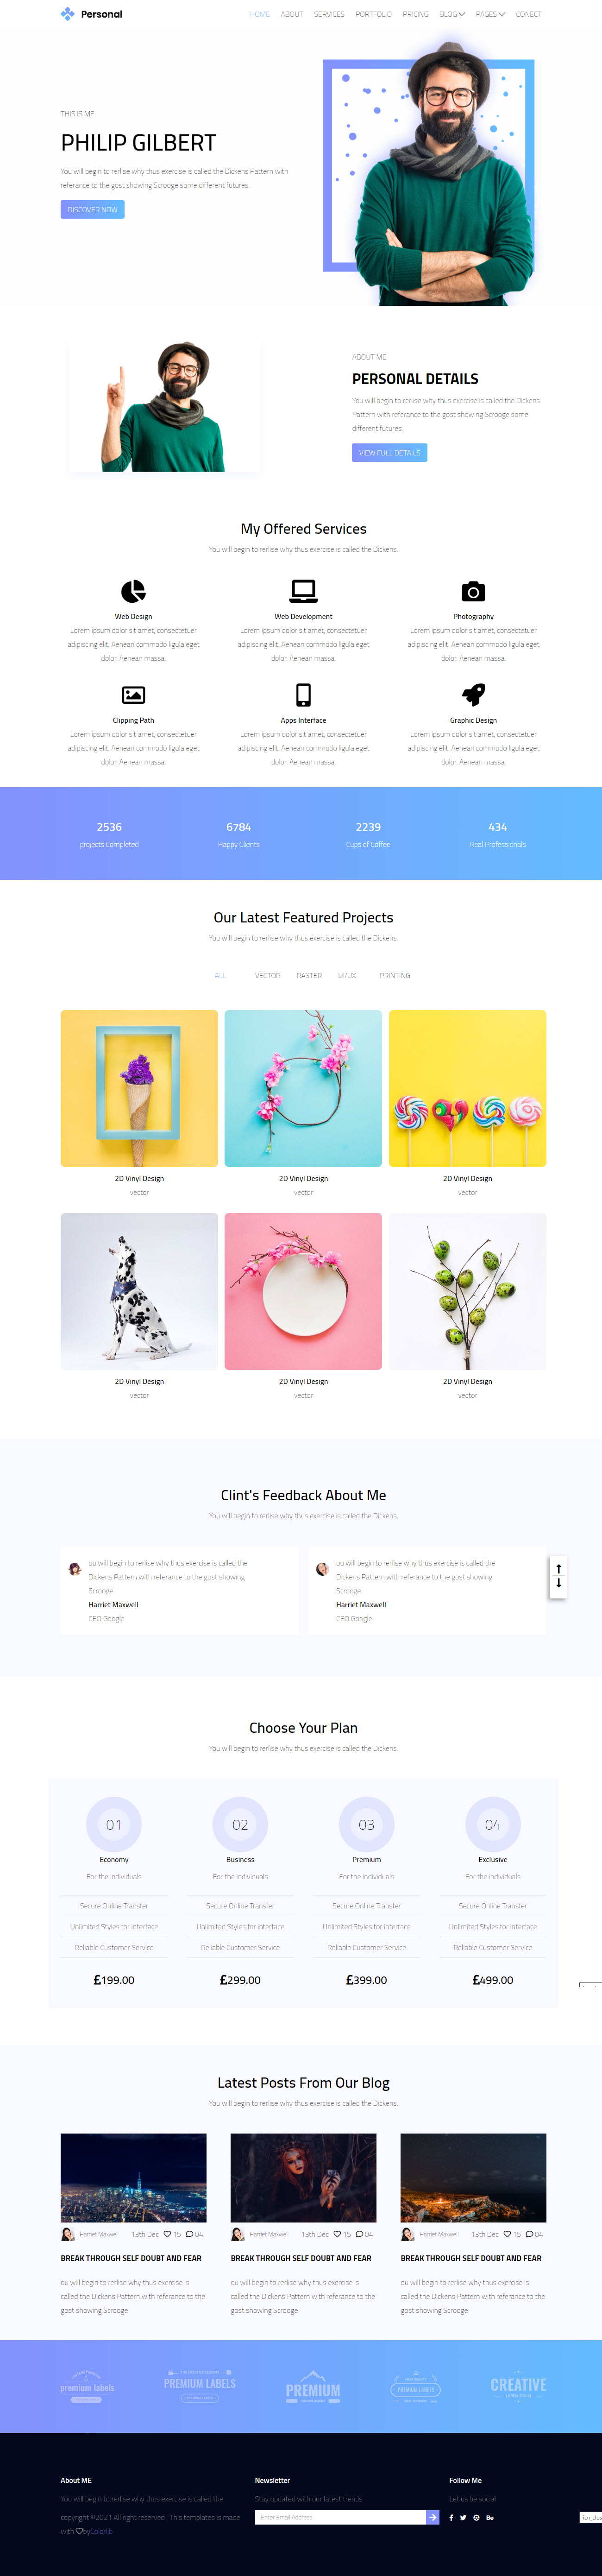 Personal
HOME ABOUT SERVICES PORTFOLIO PRICING BLOG PAGES CONECT
THIS IS ME
PHILIP GILBERT
You will begin to rerlise why thus exercise is called the Dickens Pattern with
referance to the gost showing Scrooge some different futures.
DISCOVER NOW
ABOUT ME
PERSONAL DETAILS
You will begin to rerlise why thus exercise is called the Dickens
Pattern with referance to the gost showing Scrooge some
different futures.
VIEW FULL DETAILS
My Offered Services
You will begin to rerlise why thus exercise is called the Dickens.
Web Design
Lorem ipsum dolor sit amet, consectetuer
adipiscing elit. Aenean commodo ligula eget
dolor. Aenean massa.
Web Development
Lorem ipsum dolor sit amet, consectetuer
adipiscing elit. Aenean commodo ligula eget
dolor. Aenean massa.
Photography
Lorem ipsum dolor sit amet, consectetuer
adipiscing elit. Aenean commodo ligula eget
dolor. Aenean massa.
Clipping Path
Lorem ipsum dolor sit amet, consectetuer
adipiscing elit. Aenean commodo ligula eget
dolor. Aenean massa.
Apps Interface
Lorem ipsum dolor sit amet, consectetuer
adipiscing elit. Aenean commodo ligula eget
dolor. Aenean massa.
Graphic Design
Lorem ipsum dolor sit amet, consectetuer
adipiscing elit. Aenean commodo ligula eget
dolor. Aenean massa.
2536
projects Completed
6784
Happy Clients
2239
Cups of Coffee
434
Real Professionals
Our Latest Featured Projects
You will begin to rerlise why thus exercise is called the Dickens.
ALL VECTOR RASTER UI/UX PRINTING
2D Vinyl Design
vector
2D Vinyl Design
vector
2D Vinyl Design
vector
2D Vinyl Design
vector
2D Vinyl Design
vector
2D Vinyl Design
vector
Clint's Feedback About Me
You will begin to rerlise why thus exercise is called the Dickens.
ou will begin to rerlise why thus exercise is called the
Dickens Pattern with referance to the gost showing
Scrooge
Harriet Maxwell
CEO Google
ou will begin to rerlise why thus exercise is called the
Dickens Pattern with referance to the gost showing
Scrooge
Harriet Maxwell
CEO Google
Choose Your Plan
You will begin to rerlise why thus exercise is called the Dickens.
01
Economy
For the individuals
Secure Online Transfer
Unlimited Styles for interface
Reliable Customer Service
£199.00
02
Business
For the individuals
Secure Online Transfer
Unlimited Styles for interface
Reliable Customer Service
£299.00
03
Premium
For the individuals
Secure Online Transfer
Unlimited Styles for interface
Reliable Customer Service
£399.00
04
Exclusive
For the individuals
Secure Online Transfer
Unlimited Styles for interface
Reliable Customer Service
£499.00
Latest Posts From Our Blog
You will begin to rerlise why thus exercise is called the Dickens.
Harriet Maxwell 13th Dec 15 04
BREAK THROUGH SELF DOUBT AND FEAR
ou will begin to rerlise why thus exercise is
called the Dickens Pattern with referance to the
gost showing Scrooge
Harriet Maxwell 13th Dec 15 04
BREAK THROUGH SELF DOUBT AND FEAR
ou will begin to rerlise why thus exercise is
called the Dickens Pattern with referance to the
gost showing Scrooge
Harriet Maxwell 13th Dec 15 04
BREAK THROUGH SELF DOUBT AND FEAR
ou will begin to rerlise why thus exercise is
called the Dickens Pattern with referance to the
gost showing Scrooge
premium labels
PREMIUM LABELS
PREMIUM
PREMIUM LABELS
CREATIVE
About ME
You will begin to rerlise why thus exercise is called the
copyright ©2021 All right reserved | This templates is made
with byColorlib
Newsletter
Stay updated with our latest trends
Enter Email Address
Follow Me
Let us be social
Bē